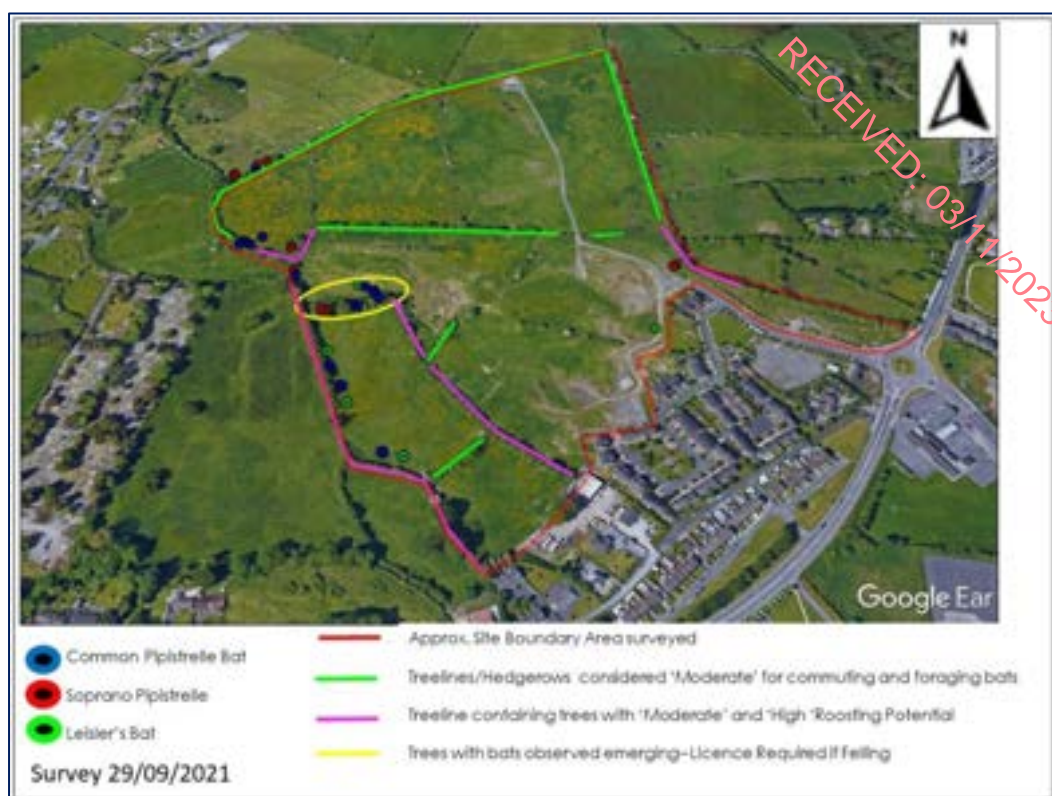 N
RECEIVED: 03/11/2023
Google Ear
Common Pipistrelle Bat
Soprano Pipistrelle
Leisler's Bat
Survey 29/09/2021
Approx. Site Boundary Area surveyed
Treelines/Hedgerows considered 'Moderate' for commuting and foraging bats
Treeline containing trees with 'Moderate' and 'High 'Roosting Potential
Trees with bats observed emerging–Licence Required if Felling